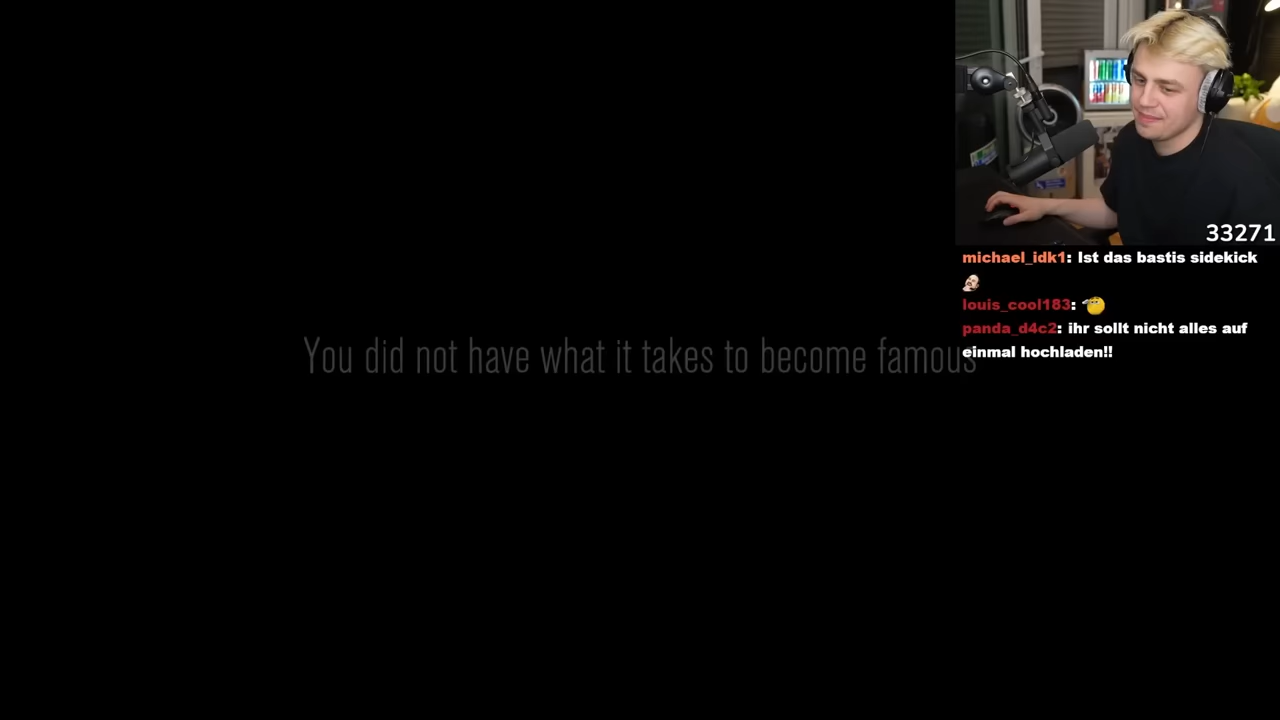 33271
michael_idk1: Ist das bastis sidekick
louis_cool183:
panda_d4c2: ihr sollt nicht alles auf
einmal hochladen!!
You did not have what it takes to become famous